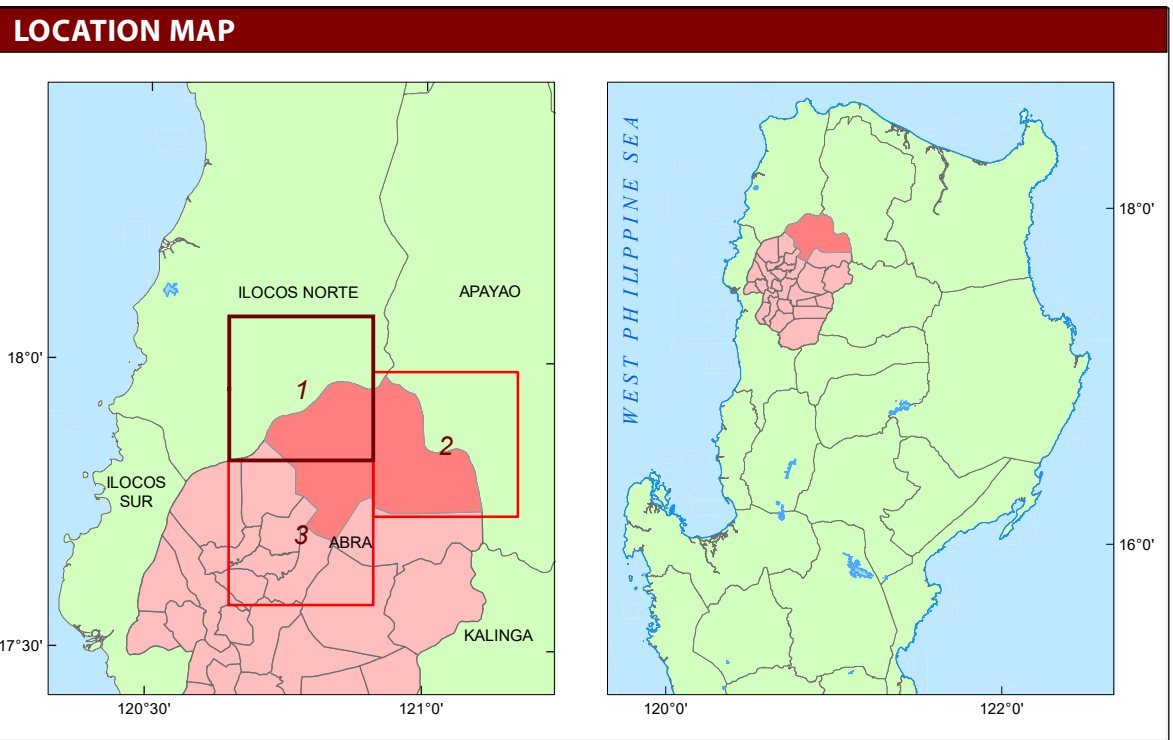 LOCATION MAP
ILOCOS NORTE
APAYAO
18°0'
1
2
ILOCOS
SUR
3
ABRA
KALINGA
17°30'
120°30'
121°0'
WEST PHILIPPINE SEA
18°0'
16°0'
120°0'
122°0'